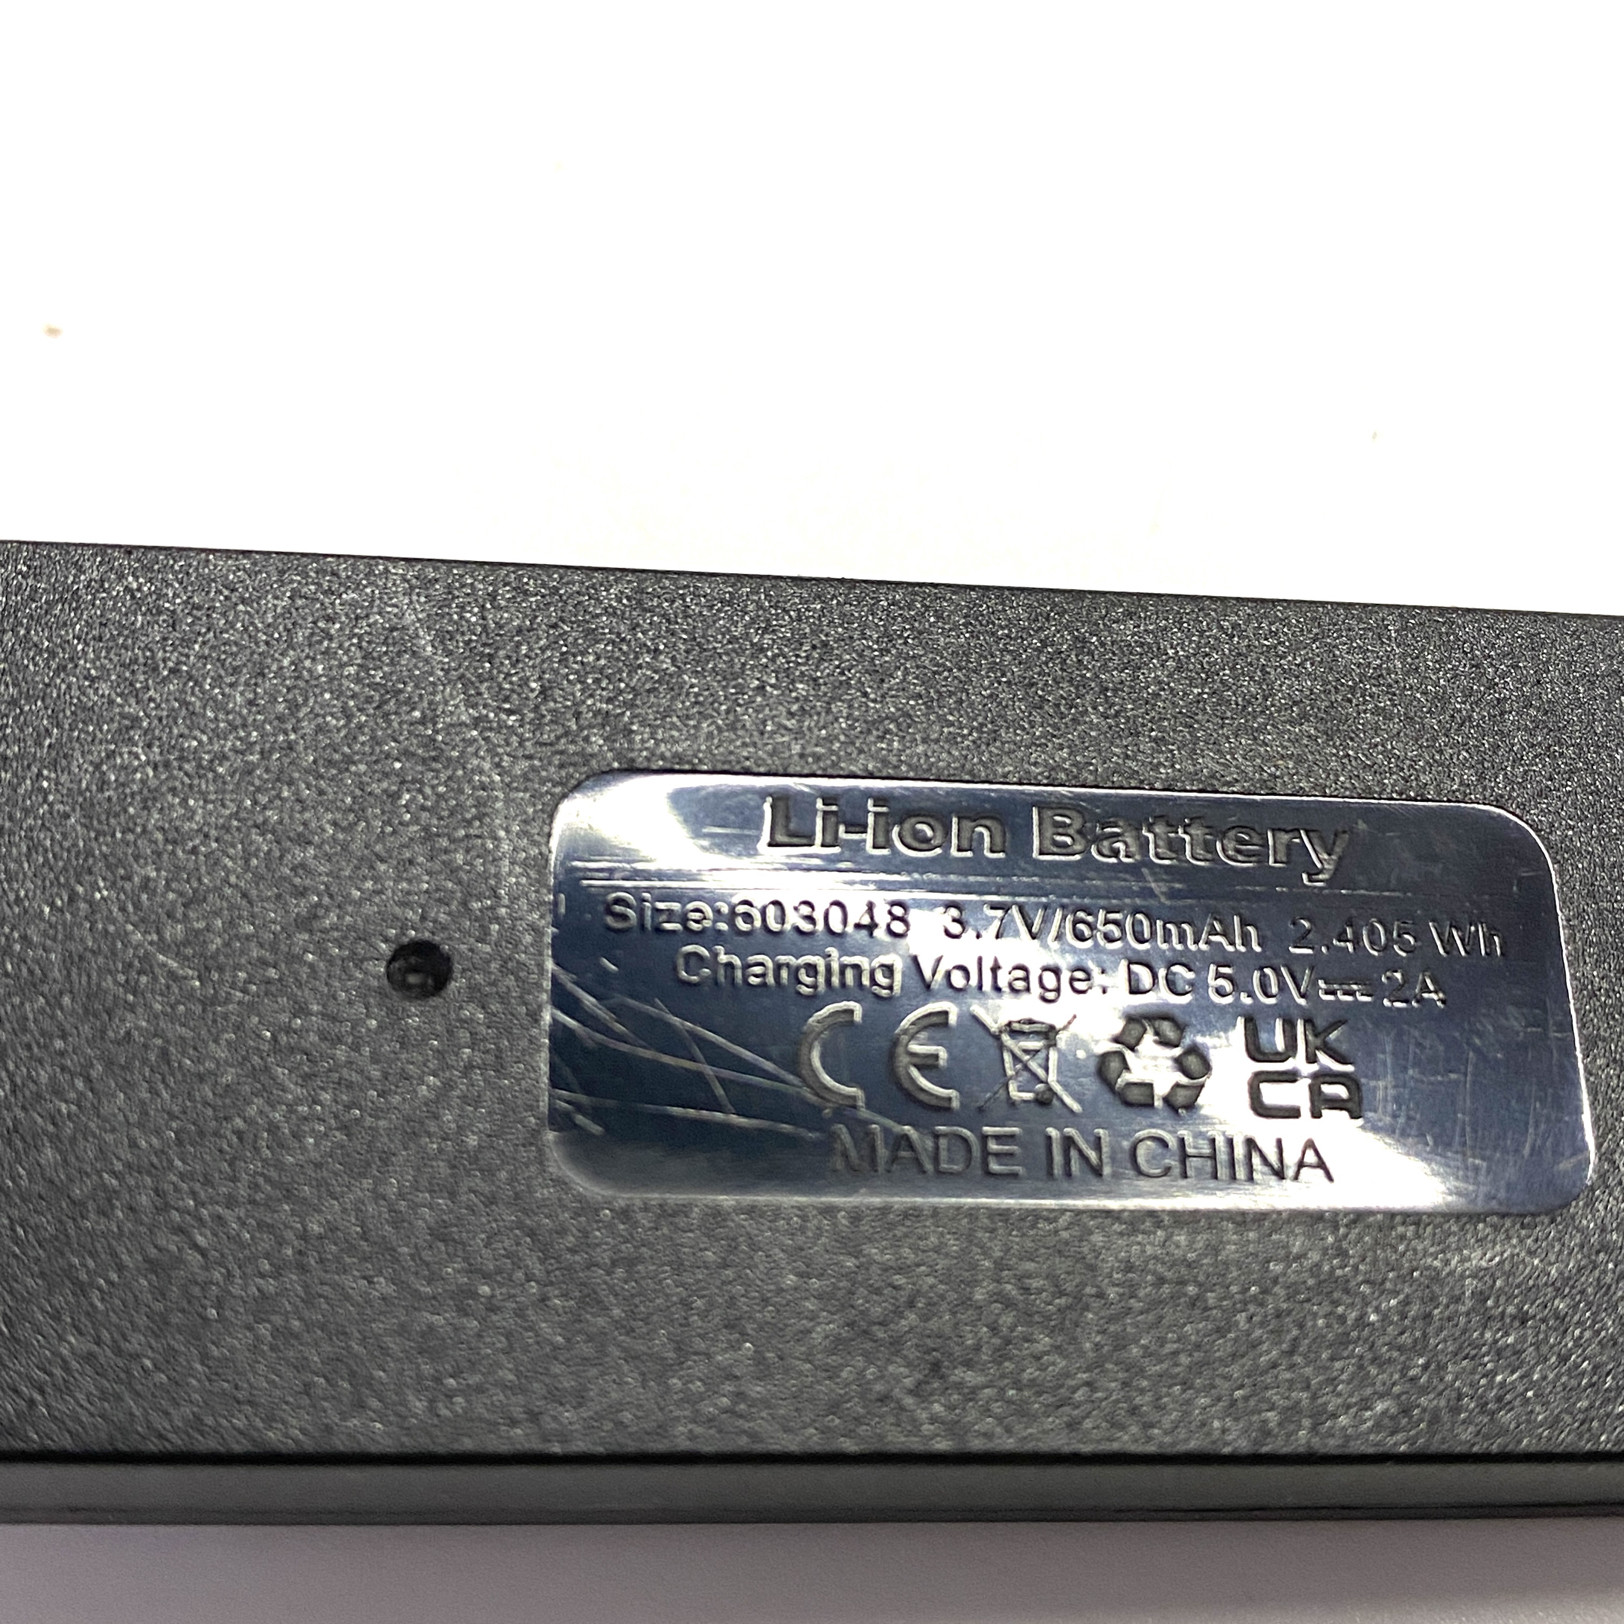 Li-ion Battery
Size:603048 3.7V/650mAh 2.405 Wh
Charging Voltage: DC 5.0V⎓2A
CE UK
CA
MADE IN CHINA